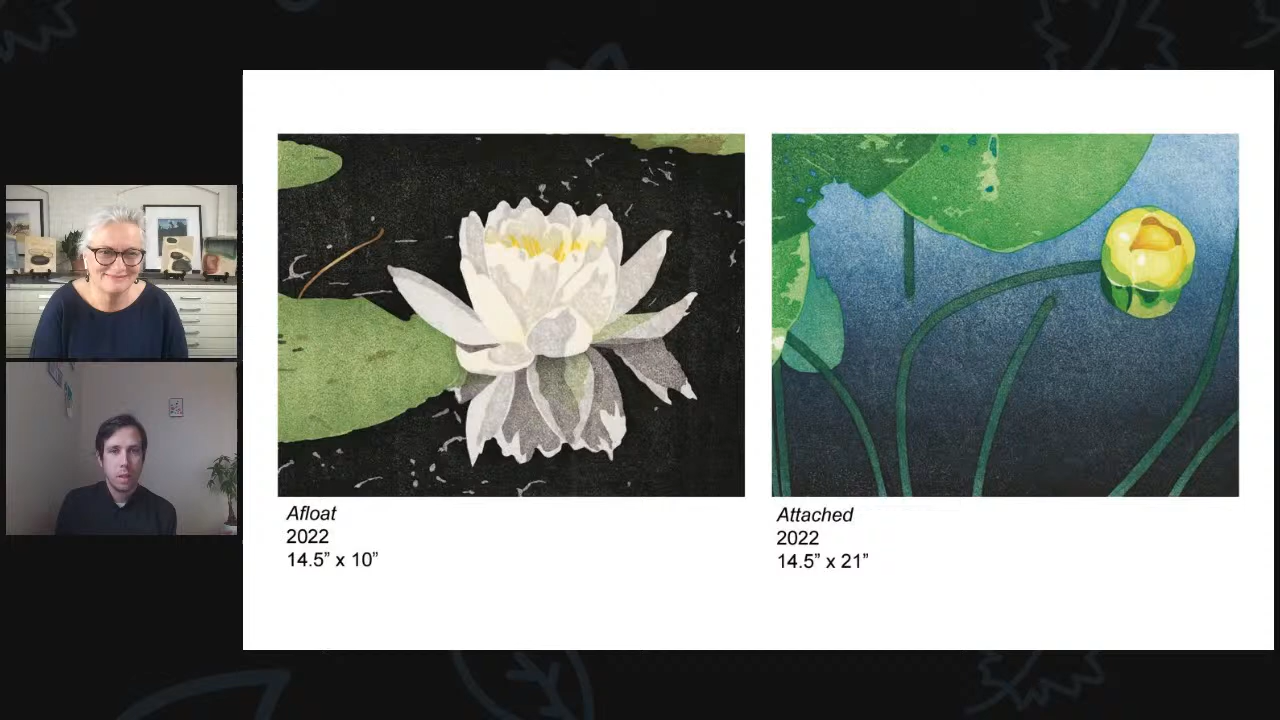 Afloat
2022
14.5” x 10”
Attached
2022
14.5” x 21”